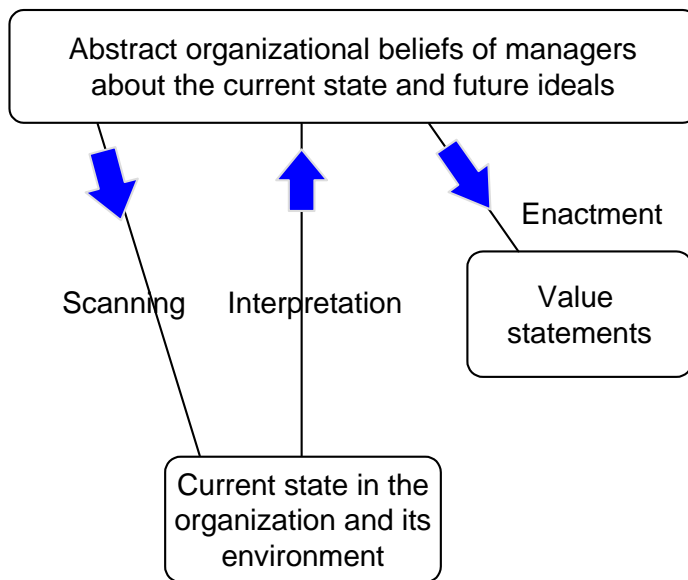 Abstract organizational beliefs of managers
about the current state and future ideals
Enactment
Scanning
Interpretation
Value
statements
Current state in the
organization and its
environment